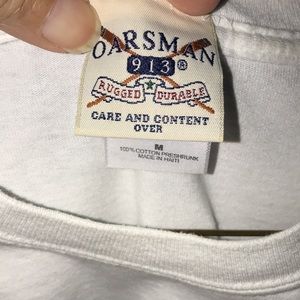 OARSMAN
913®
RUGGED DURABLE
CARE AND CONTENT
OVER
M
100% COTTON PRESHRUNK
MADE IN HAITI